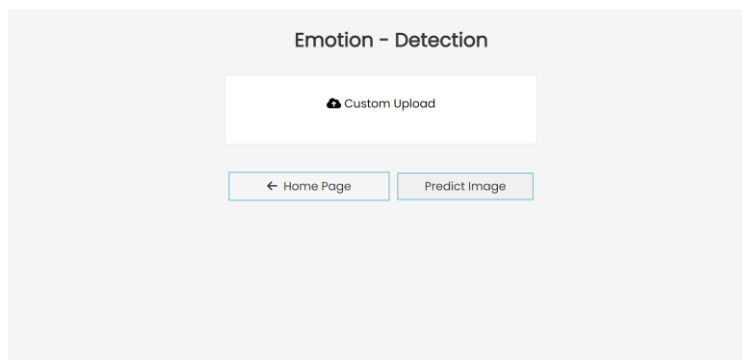 Emotion - Detection
Custom Upload
← Home Page
Predict Image